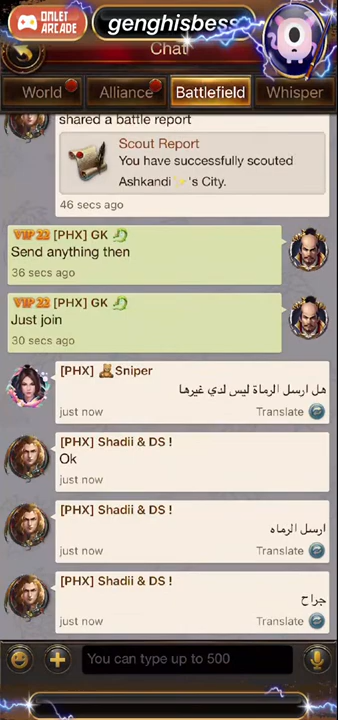 OMLET
ARCADE
genghisbess
Chat
World
Alliance
Battlefield
Whisper
shared a battle report
Scout Report
You have successfully scouted
Ashkandi 's City.
46 secs ago
VIP 22 [PHX] GK
Send anything then
36 secs ago
VIP 22 [PHX] GK
Just join
30 secs ago
[PHX] Sniper
هل ارسل الرماة ليس لدي غيرها
just now
Translate
[PHX] Shadii & DS !
Ok
just now
[PHX] Shadii & DS !
ارسل الرماه
just now
Translate
[PHX] Shadii & DS !
جراح
just now
Translate
You can type up to 500